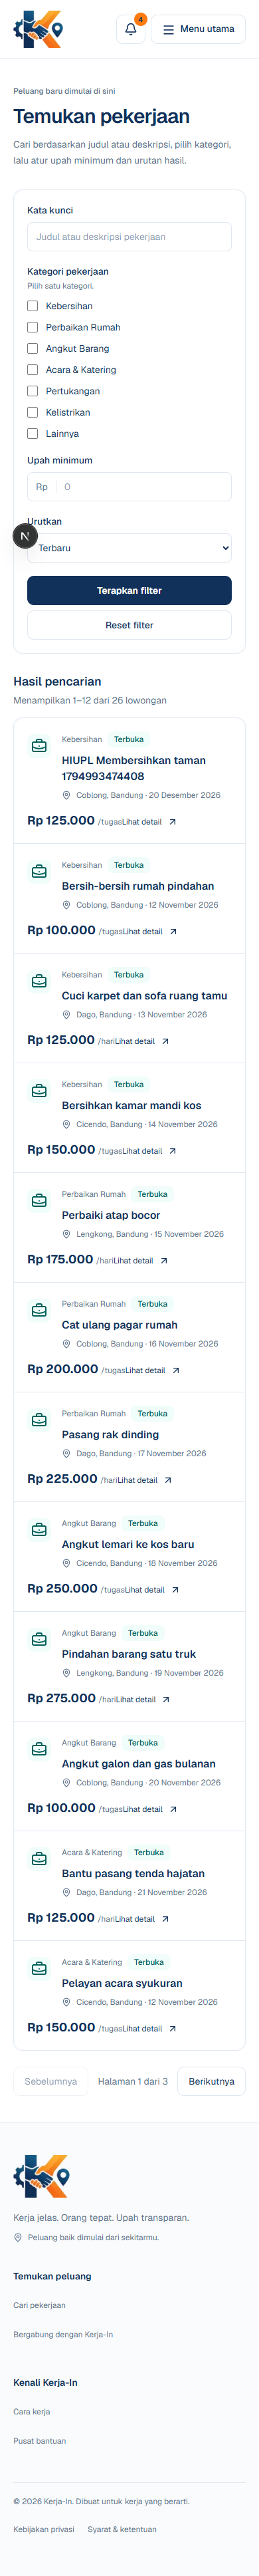 4
Menu utama
Peluang baru dimulai di sini
Temukan pekerjaan
Cari berdasarkan judul atau deskripsi, pilih kategori,
lalu atur upah minimum dan urutan hasil.
Kata kunci
Judul atau deskripsi pekerjaan
Kategori pekerjaan
Pilih satu kategori.
Kebersihan
Perbaikan Rumah
Angkut Barang
Acara & Katering
Pertukangan
Kelistrikan
Lainnya
Upah minimum
Rp 0
Urutkan
N
Terbaru
Terapkan filter
Reset filter
Hasil pencarian
Menampilkan 1–12 dari 26 lowongan
Kebersihan Terbuka
HIUPL Membersihkan taman
1794993474408
Coblong, Bandung · 20 Desember 2026
Rp 125.000 /tugasLihat detail
Kebersihan Terbuka
Bersih-bersih rumah pindahan
Coblong, Bandung · 12 November 2026
Rp 100.000 /tugasLihat detail
Kebersihan Terbuka
Cuci karpet dan sofa ruang tamu
Dago, Bandung · 13 November 2026
Rp 125.000 /hariLihat detail
Kebersihan Terbuka
Bersihkan kamar mandi kos
Cicendo, Bandung · 14 November 2026
Rp 150.000 /tugasLihat detail
Perbaikan Rumah Terbuka
Perbaiki atap bocor
Lengkong, Bandung · 15 November 2026
Rp 175.000 /hariLihat detail
Perbaikan Rumah Terbuka
Cat ulang pagar rumah
Coblong, Bandung · 16 November 2026
Rp 200.000 /tugasLihat detail
Perbaikan Rumah Terbuka
Pasang rak dinding
Dago, Bandung · 17 November 2026
Rp 225.000 /hariLihat detail
Angkut Barang Terbuka
Angkut lemari ke kos baru
Cicendo, Bandung · 18 November 2026
Rp 250.000 /tugasLihat detail
Angkut Barang Terbuka
Pindahan barang satu truk
Lengkong, Bandung · 19 November 2026
Rp 275.000 /hariLihat detail
Angkut Barang Terbuka
Angkut galon dan gas bulanan
Coblong, Bandung · 20 November 2026
Rp 100.000 /tugasLihat detail
Acara & Katering Terbuka
Bantu pasang tenda hajatan
Dago, Bandung · 21 November 2026
Rp 125.000 /hariLihat detail
Acara & Katering Terbuka
Pelayan acara syukuran
Cicendo, Bandung · 12 November 2026
Rp 150.000 /tugasLihat detail
Sebelumnya Halaman 1 dari 3 Berikutnya
Kerja jelas. Orang tepat. Upah transparan.
Peluang baik dimulai dari sekitarmu.
Temukan peluang
Cari pekerjaan
Bergabung dengan Kerja-In
Kenali Kerja-In
Cara kerja
Pusat bantuan
© 2026 Kerja-In. Dibuat untuk kerja yang berarti.
Kebijakan privasi Syarat & ketentuan